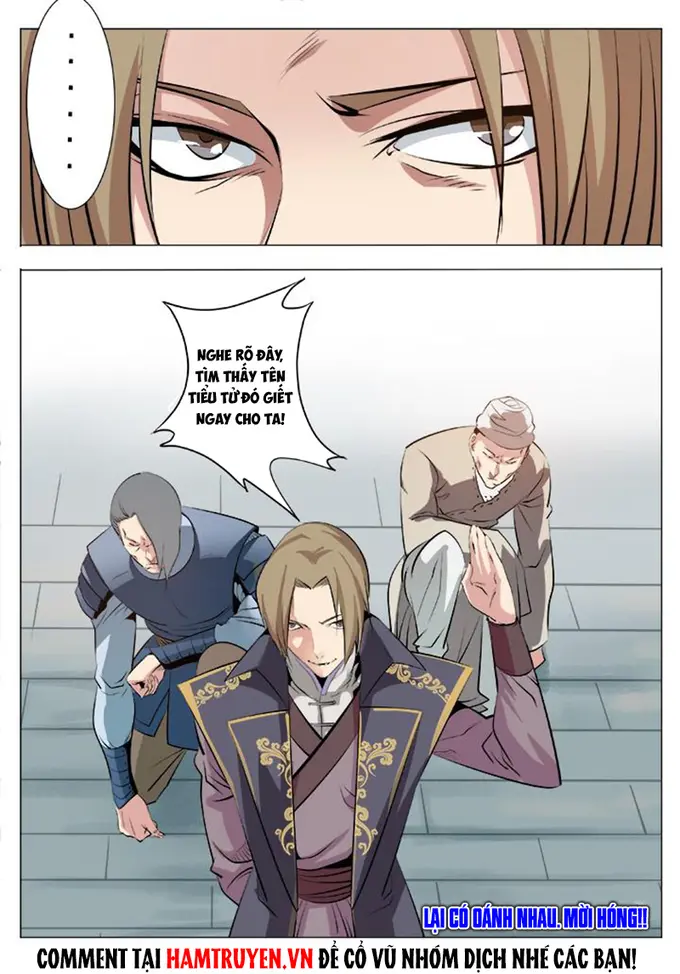 ......
NGHE RÕ ĐÂY,
TÌM THẤY TÊN
TIỂU TỬ ĐÓ GIẾT
NGAY CHO TA!
LẠI CÓ DÁNH NHAU. MỜI HÓNG!!
COMMENT TẠI HAMTRUYEN.VN ĐỂ CỔ VŨ NHÓM DỊCH NHÉ CÁC BẠN!